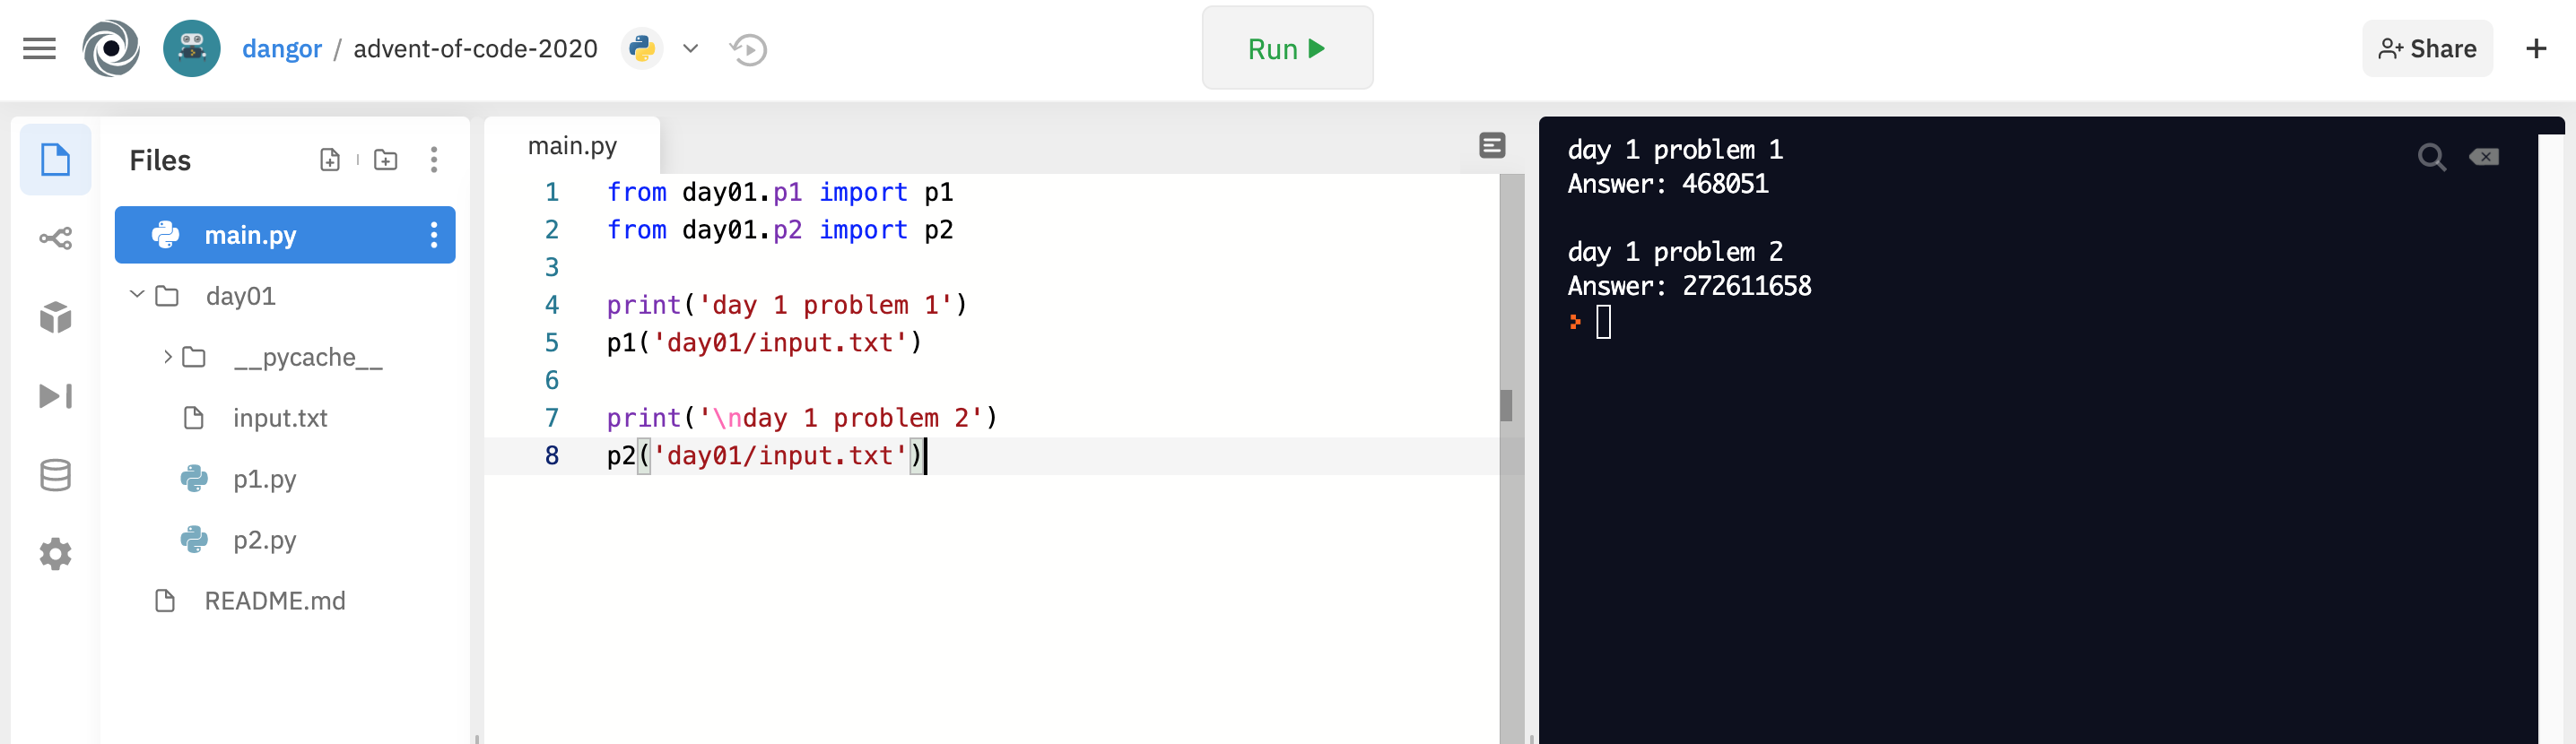 dangor / advent-of-code-2020
Run
Share
Files
main.py
day01
__pycache__
input.txt
p1.py
p2.py
README.md
main.py
1 from day01.p1 import p1
2 from day01.p2 import p2
3
4 print('day 1 problem 1')
5 p1('day01/input.txt')
6
7 print('\nday 1 problem 2')
8 p2('day01/input.txt')
day 1 problem 1
Answer: 468051
day 1 problem 2
Answer: 272611658